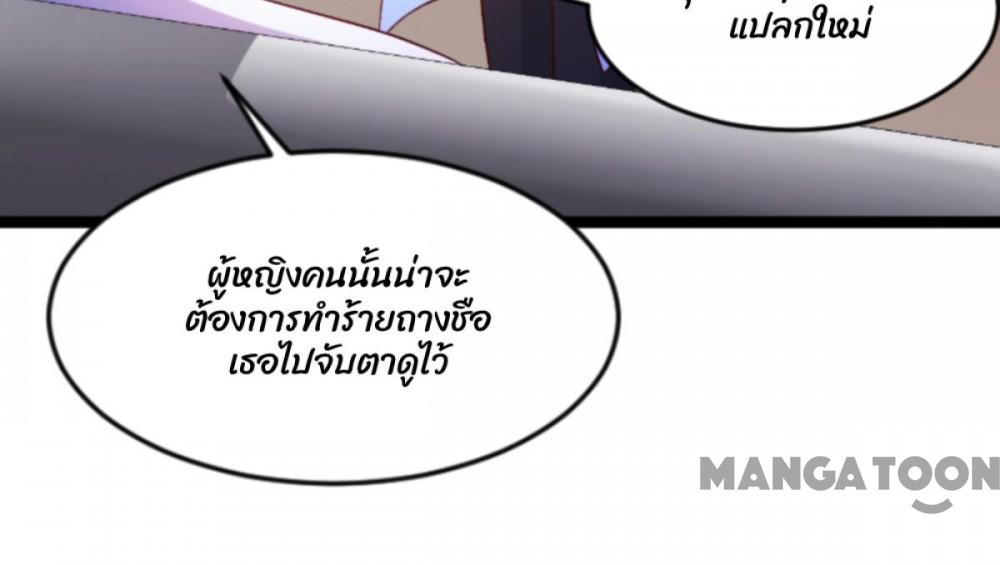 แปลกใหม่
ผู้หญิงคนนั้นน่าจะ
ต้องการทำร้ายถางชือ
เธอไปจับตาดูไว้
MANGATOON